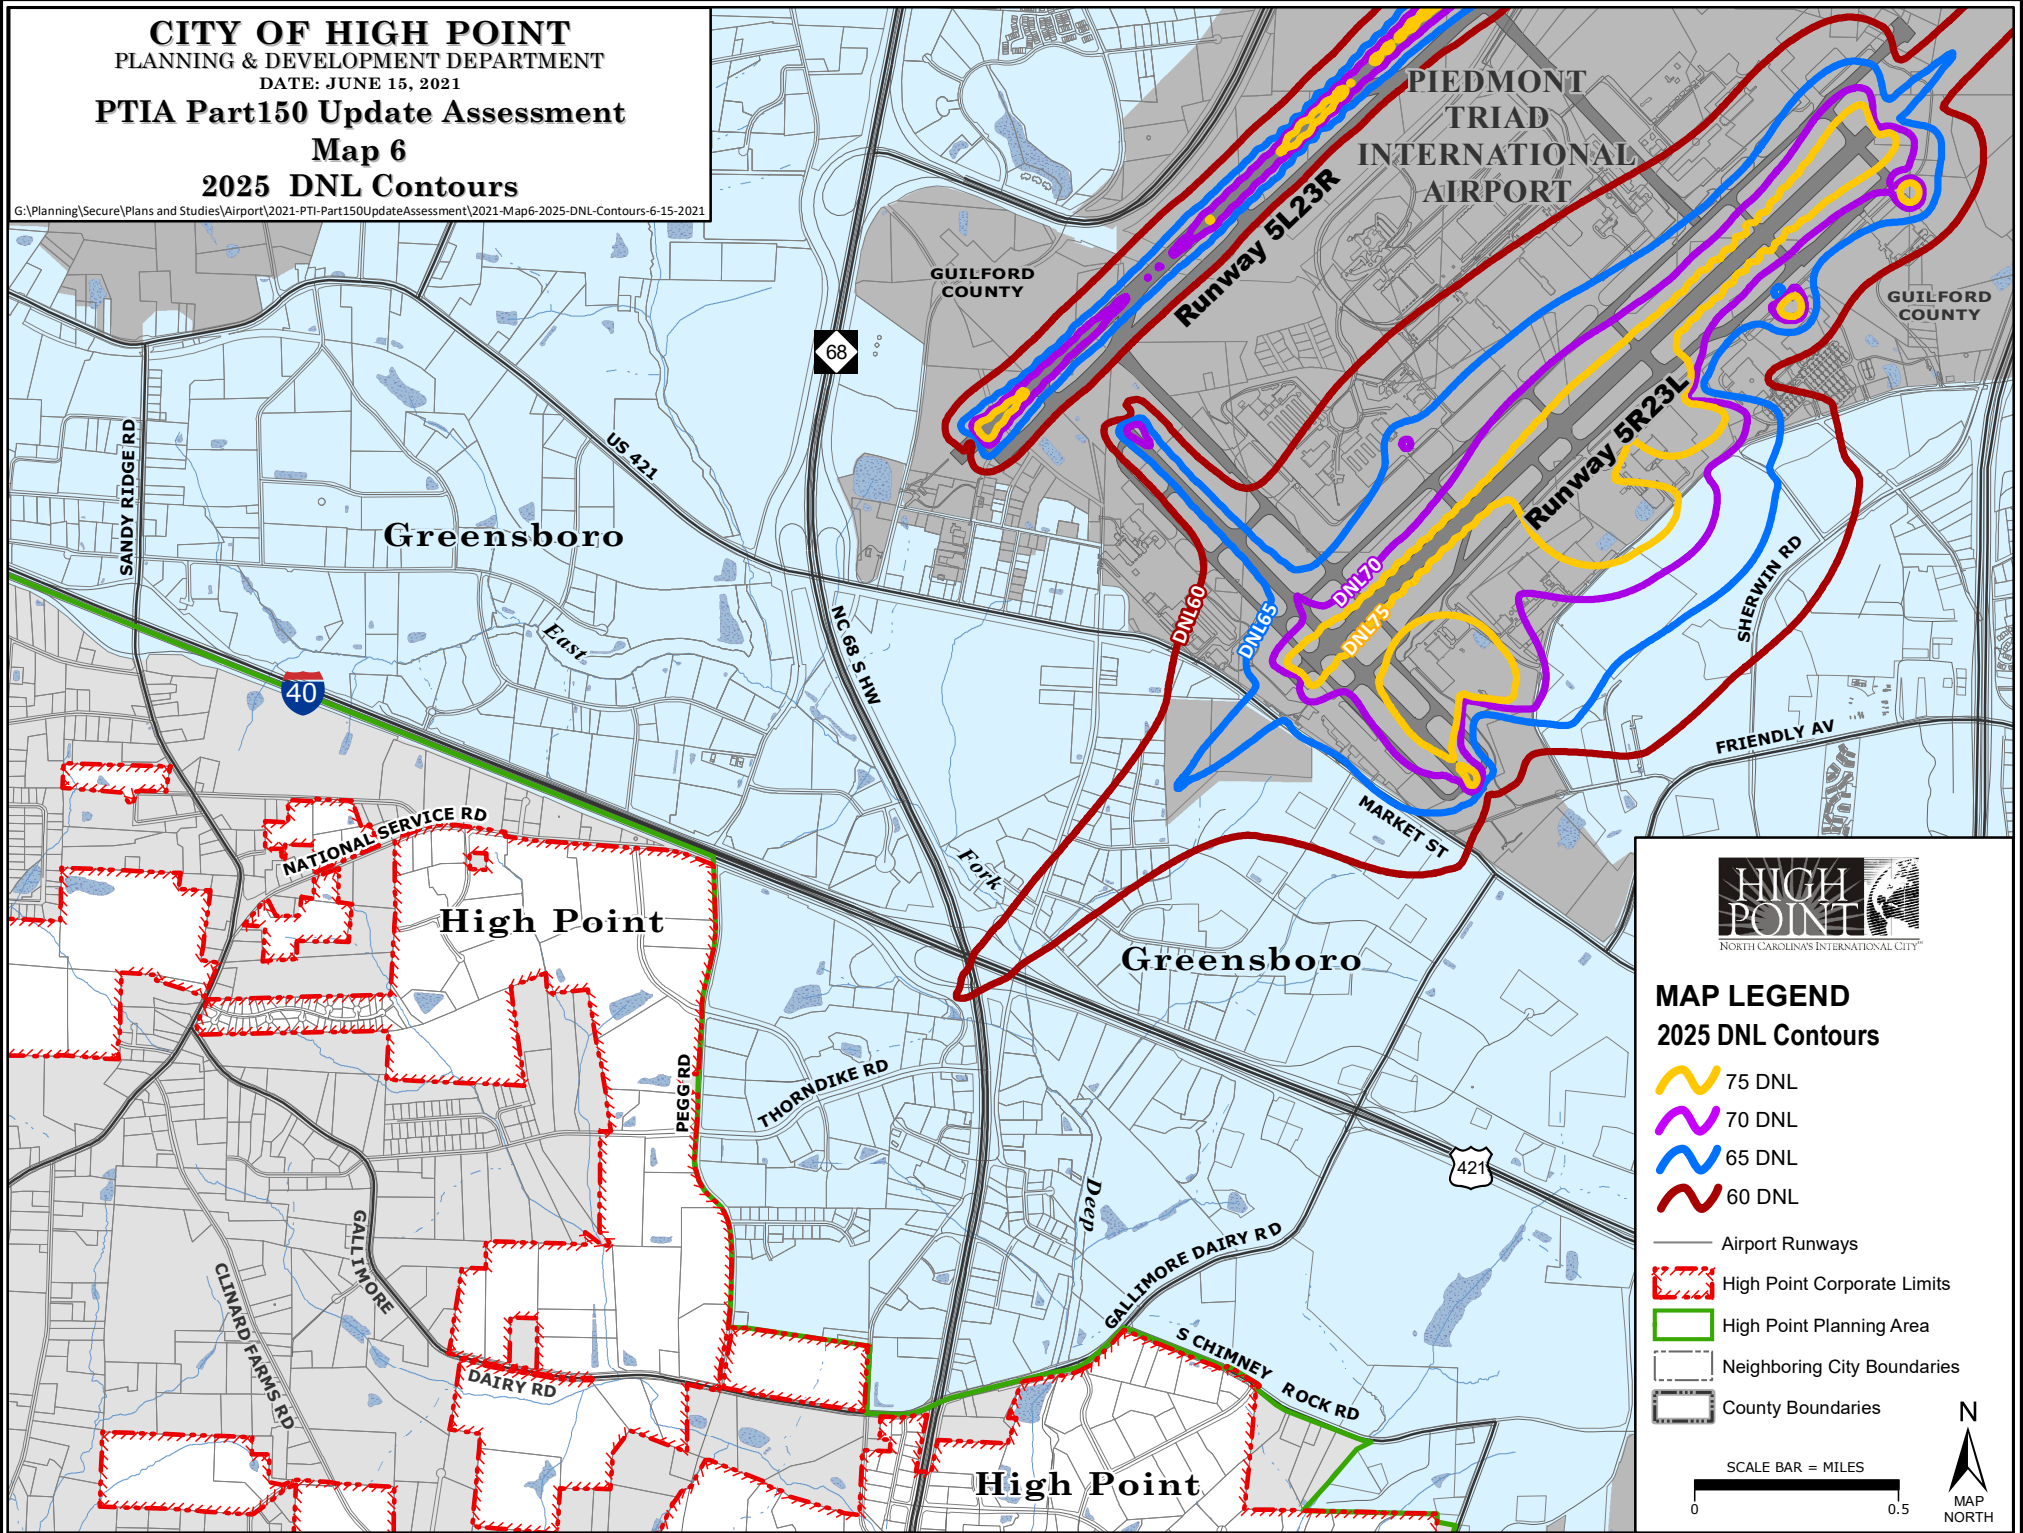 CITY OF HIGH POINT
PLANNING & DEVELOPMENT DEPARTMENT
DATE: JUNE 15, 2021
PTIA Part150 Update Assessment
Map 6
2025 DNL Contours
G:\Planning\Secure\Plans and Studies\Airport\2021-PTI-Part150UpdateAssessment\2021-Map6-2025-DNL-Contours-6-15-2021
PIEDMONT
TRIAD
INTERNATIONAL
AIRPORT
Runway 5L23R
GUILFORD
COUNTY
GUILFORD
COUNTY
68
Runway 5R23L
SANDY RIDGE RD
US 421
Greensboro
East
NC 68 S HW
DNL60
DNL65
DNL70
DNL75
SHERWIN RD
40
FRIENDLY AV
MARKET ST
NATIONAL SERVICE RD
Fork
High Point
Greensboro
PEGG RD
THORNDIKE RD
421
Deep
GALLIMORE
DAIRY RD
CLINARD FARMS RD
GALLIMORE DAIRY RD
S CHIMNEY ROCK RD
High Point
HIGH
POINT
NORTH CAROLINA'S INTERNATIONAL CITY™
MAP LEGEND
2025 DNL Contours
75 DNL
70 DNL
65 DNL
60 DNL
Airport Runways
High Point Corporate Limits
High Point Planning Area
Neighboring City Boundaries
County Boundaries
SCALE BAR = MILES
0 0.5
N
MAP
NORTH